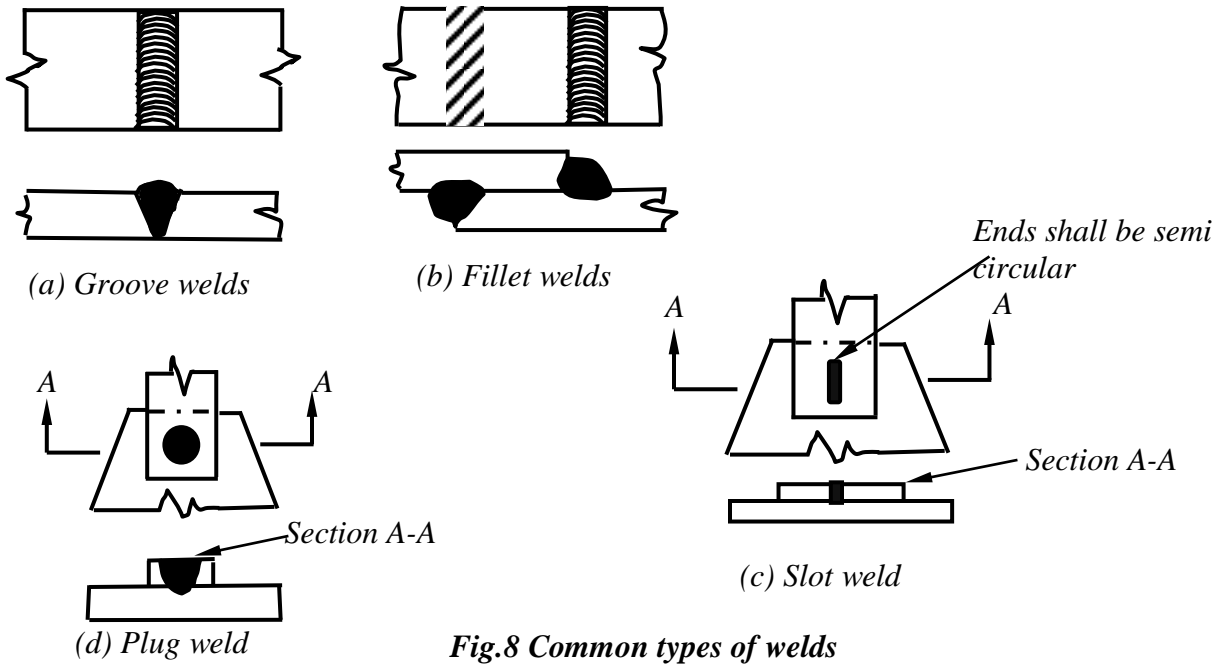 (a) Groove welds
(b) Fillet welds
Ends shall be semi
circular
A
A
A
A
Section A-A
Section A-A
(c) Slot weld
(d) Plug weld
Fig.8 Common types of welds